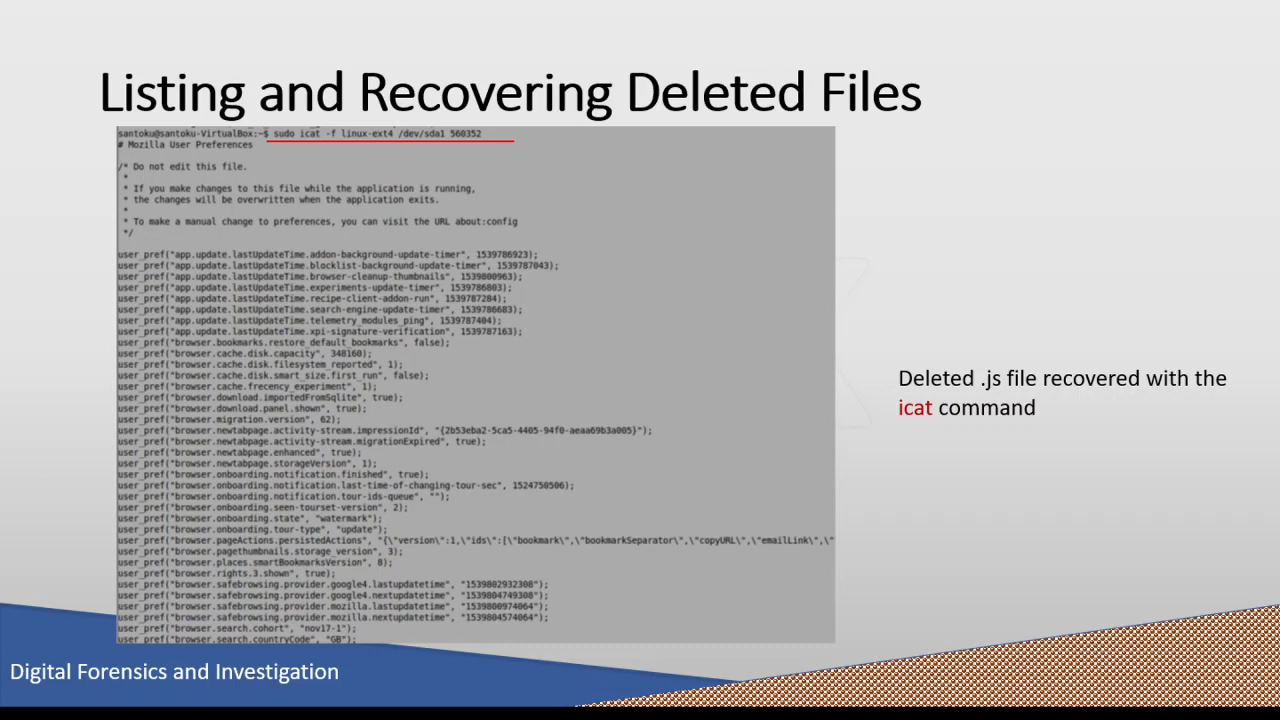 Listing and Recovering Deleted Files
santoku@santoku-VirtualBox:~$ sudo icat -f linux-ext4 /dev/sda1 560352
# Mozilla User Preferences
/* Do not edit this file.
*
* If you make changes to this file while the application is running,
* the changes will be overwritten when the application exits.
*
* To make a manual change to preferences, you can visit the URL about:config
*/
user_pref("app.update.lastUpdateTime.addon-background-update-timer", 1539786923);
user_pref("app.update.lastUpdateTime.blocklist-background-update-timer", 1539787043);
user_pref("app.update.lastUpdateTime.browser-cleanup-thumbnails", 1539800963);
user_pref("app.update.lastUpdateTime.experiments-update-timer", 1539786803);
user_pref("app.update.lastUpdateTime.recipe-client-addon-run", 1539787284);
user_pref("app.update.lastUpdateTime.search-engine-update-timer", 1539786683);
user_pref("app.update.lastUpdateTime.telemetry_modules_ping", 1539787404);
user_pref("app.update.lastUpdateTime.xpi-signature-verification", 1539787163);
user_pref("browser.bookmarks.restore_default_bookmarks", false);
user_pref("browser.cache.disk.capacity", 348160);
user_pref("browser.cache.disk.filesystem_reported", 1);
user_pref("browser.cache.disk.smart_size.first_run", false);
user_pref("browser.cache.frecency_experiment", 1);
user_pref("browser.download.importedFromSqlite", true);
user_pref("browser.download.panel.shown", true);
user_pref("browser.migration.version", 62);
user_pref("browser.newtabpage.activity-stream.impressionId", "{2b53eba2-5ca5-4405-94f0-aeaa69b3a005}");
user_pref("browser.newtabpage.activity-stream.migrationExpired", true);
user_pref("browser.newtabpage.enhanced", true);
user_pref("browser.newtabpage.storageVersion", 1);
user_pref("browser.onboarding.notification.finished", true);
user_pref("browser.onboarding.notification.last-time-of-changing-tour-sec", 1524750506);
user_pref("browser.onboarding.notification.tour-ids-queue", "");
user_pref("browser.onboarding.seen-tourset-version", 2);
user_pref("browser.onboarding.state", "watermark");
user_pref("browser.onboarding.tour-type", "update");
user_pref("browser.pageActions.persistedActions", "{\"version\":1,\"ids\":[\"bookmark\",\"bookmarkSeparator\",\"copyURL\",\"emailLink\",\"
user_pref("browser.pagethumbnails.storage_version", 3);
user_pref("browser.places.smartBookmarksVersion", 8);
user_pref("browser.rights.3.shown", true);
user_pref("browser.safebrowsing.provider.google4.lastupdatetime", "1539802932308");
user_pref("browser.safebrowsing.provider.google4.nextupdatetime", "1539804749308");
user_pref("browser.safebrowsing.provider.mozilla.lastupdatetime", "1539800974064");
user_pref("browser.safebrowsing.provider.mozilla.nextupdatetime", "1539804574064");
user_pref("browser.search.cohort", "nov17-1");
user_pref("browser.search.countryCode", "GB");
Deleted .js file recovered with the
icat command
Digital Forensics and Investigation